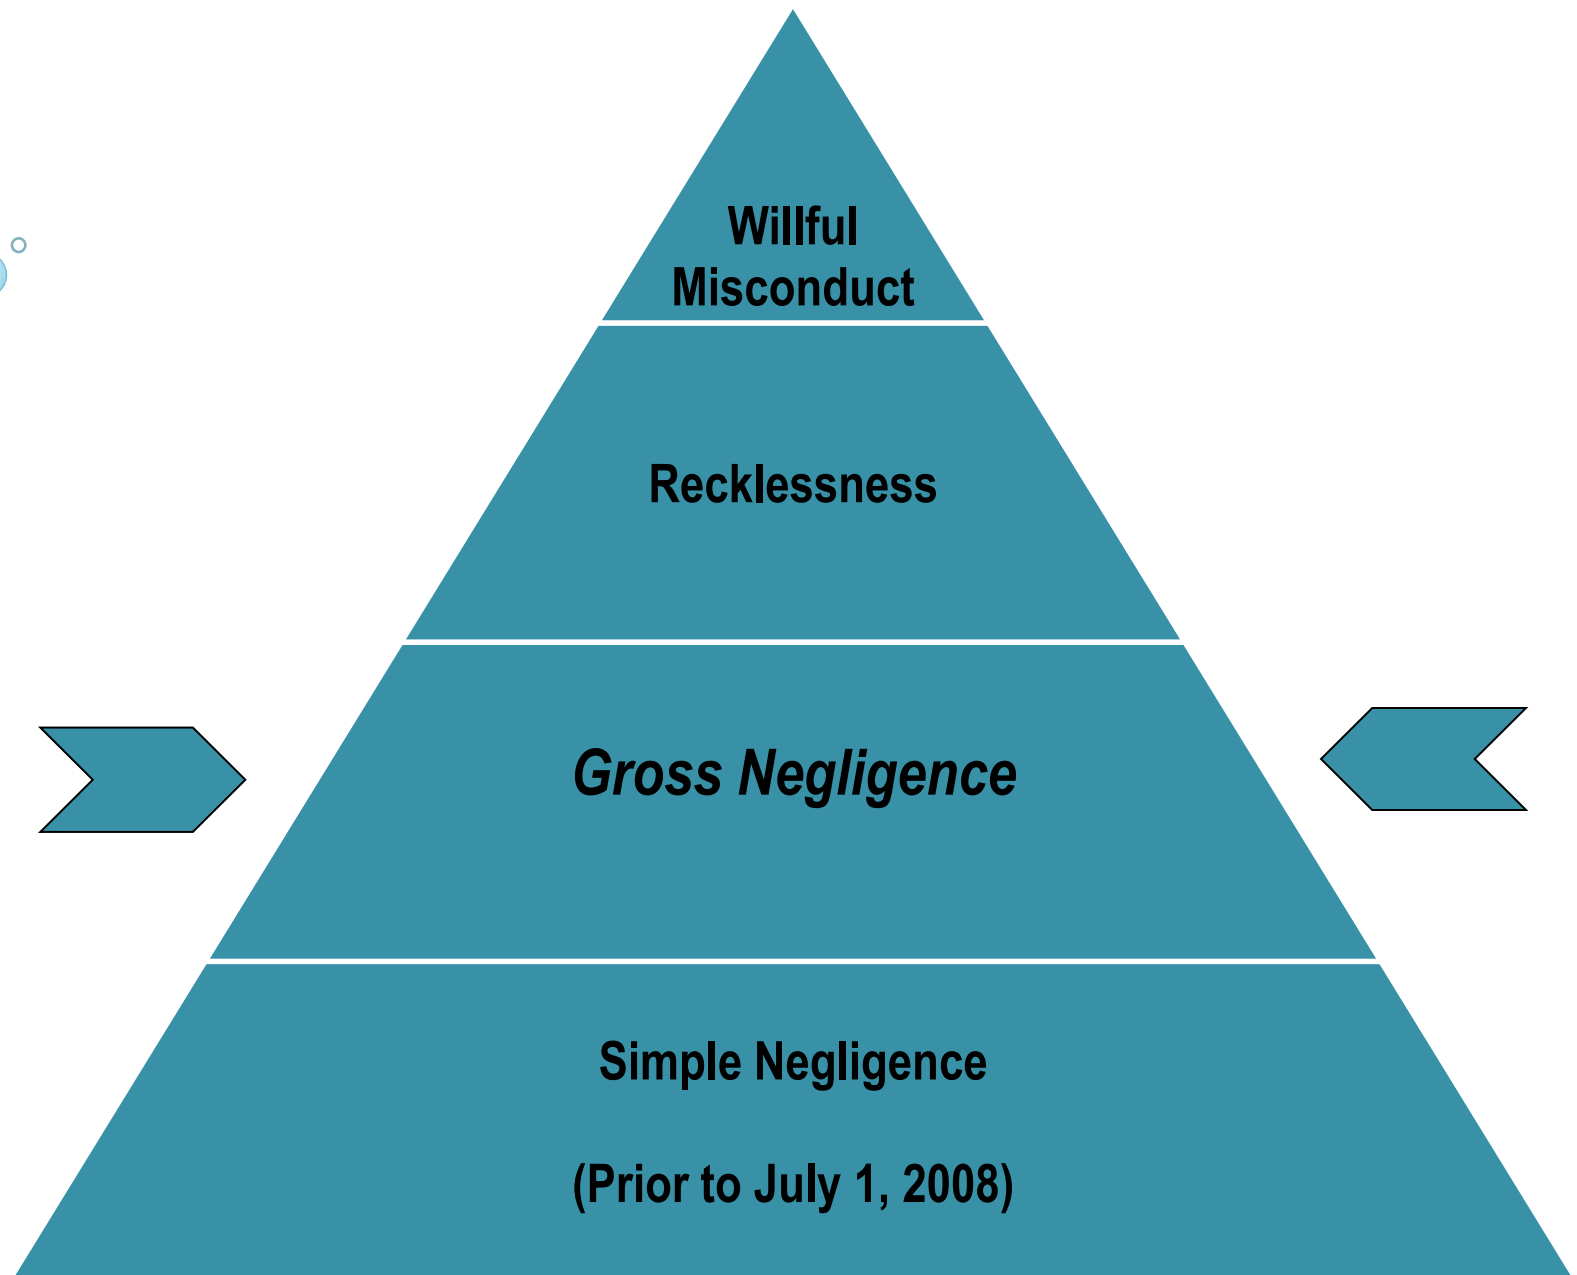 Willful
Misconduct
Recklessness
Gross Negligence
Simple Negligence
(Prior to July 1, 2008)